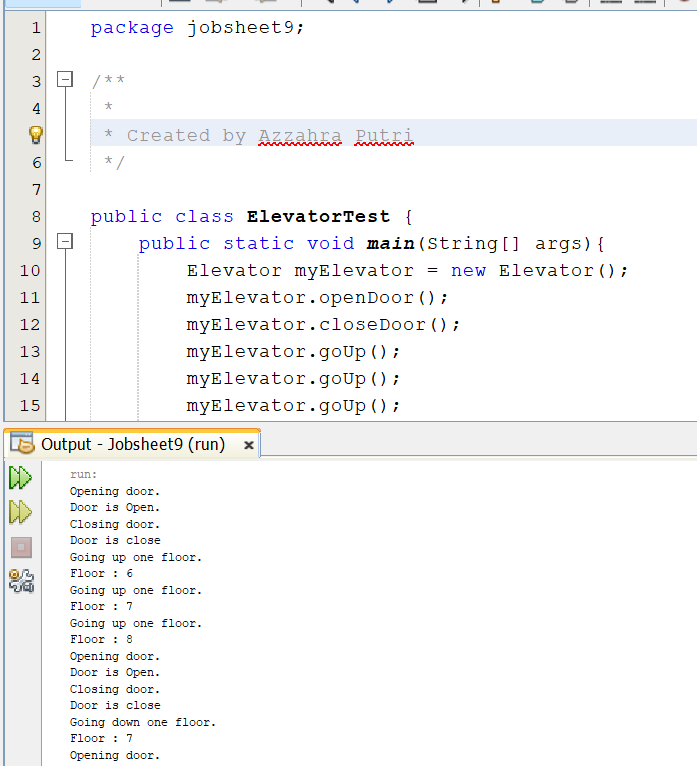 1 package jobsheet9;
2
3 /**
4 *
* Created by Azzahra Putri
6 */
7
8 public class ElevatorTest {
9 public static void main(String[] args){
10 Elevator myElevator = new Elevator();
11 myElevator.openDoor();
12 myElevator.closeDoor();
13 myElevator.goUp();
14 myElevator.goUp();
15 myElevator.goUp();
Output - Jobsheet9 (run)
run:
Opening door.
Door is Open.
Closing door.
Door is close
Going up one floor.
Floor : 6
Going up one floor.
Floor : 7
Going up one floor.
Floor : 8
Opening door.
Door is Open.
Closing door.
Door is close
Going down one floor.
Floor : 7
Opening door.